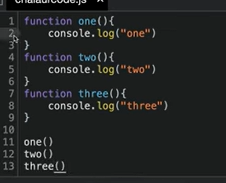 chalaurcode.js ×
1 function one(){
2 console.log("one")
3 }
4 function two(){
5 console.log("two")
6 }
7 function three(){
8 console.log("three")
9 }
10
11 one()
12 two()
13 three()